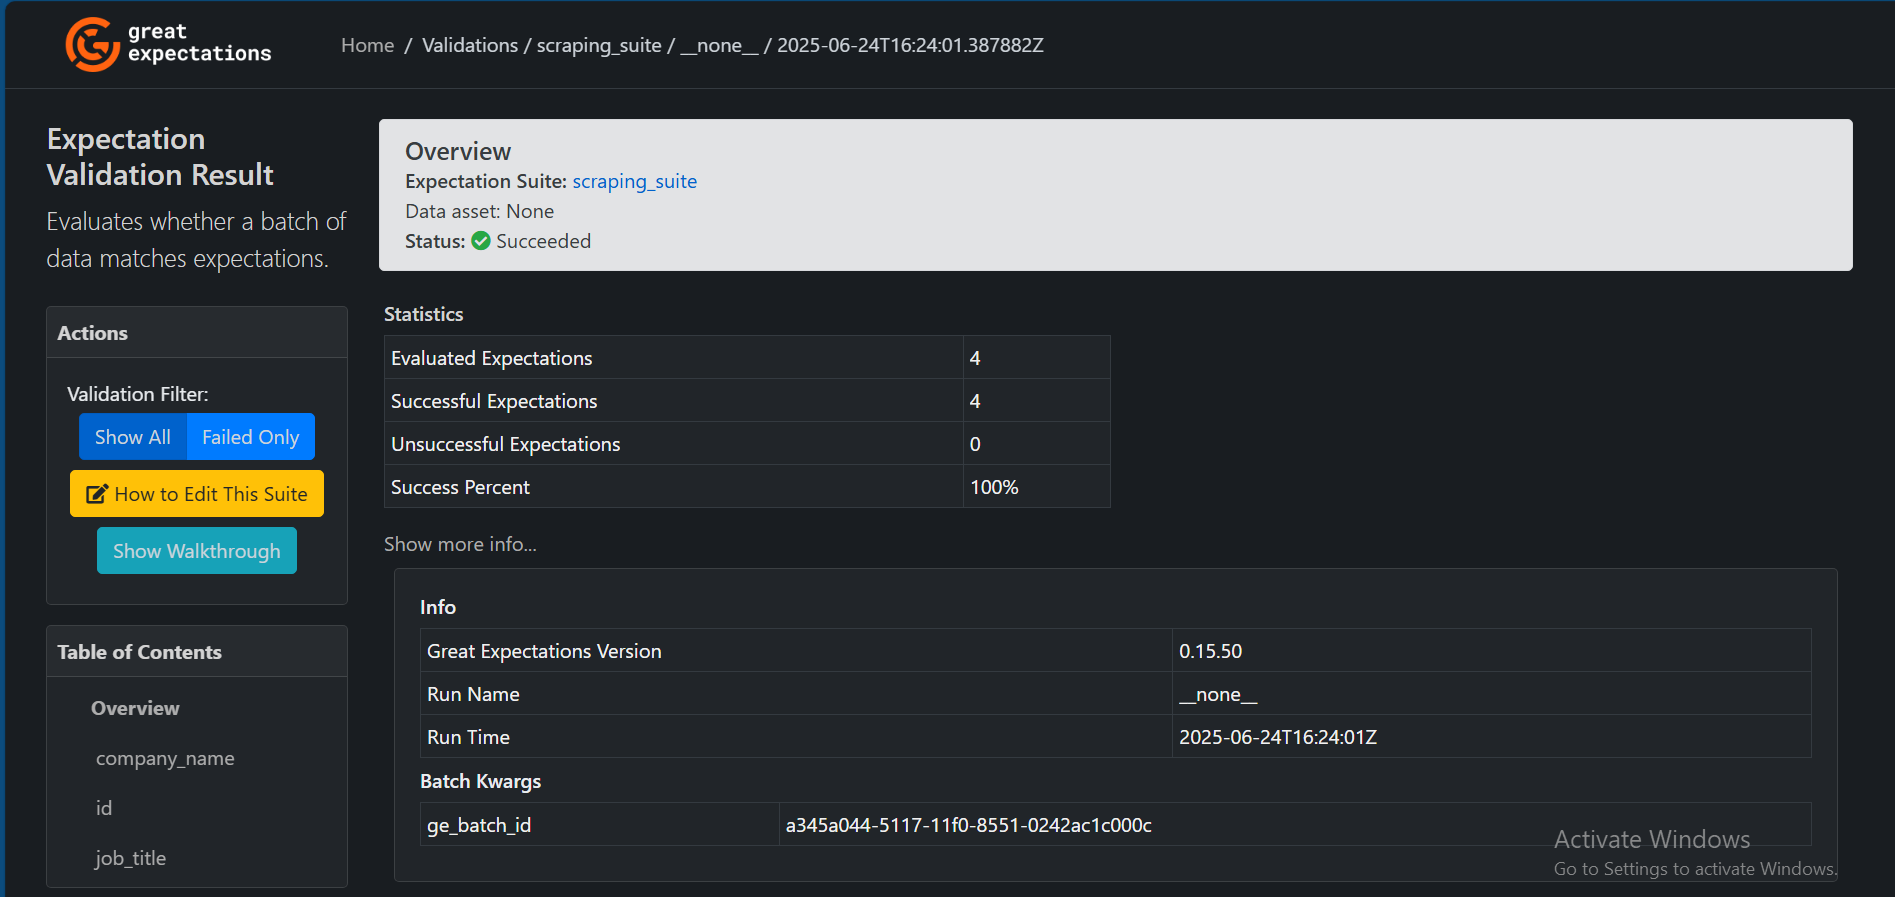 great
expectations
Home / Validations / scraping_suite / __none__ / 2025-06-24T16:24:01.387882Z
Expectation
Validation Result
Evaluates whether a batch of
data matches expectations.
Actions
Validation Filter:
Show All Failed Only
How to Edit This Suite
Show Walkthrough
Table of Contents
Overview
company_name
id
job_title
Overview
Expectation Suite: scraping_suite
Data asset: None
Status: Succeeded
Statistics
Evaluated Expectations 4
Successful Expectations 4
Unsuccessful Expectations 0
Success Percent 100%
Show more info...
Info
Great Expectations Version 0.15.50
Run Name __none__
Run Time 2025-06-24T16:24:01Z
Batch Kwargs
ge_batch_id a345a044-5117-11f0-8551-0242ac1c000c
Activate Windows
Go to Settings to activate Windows.